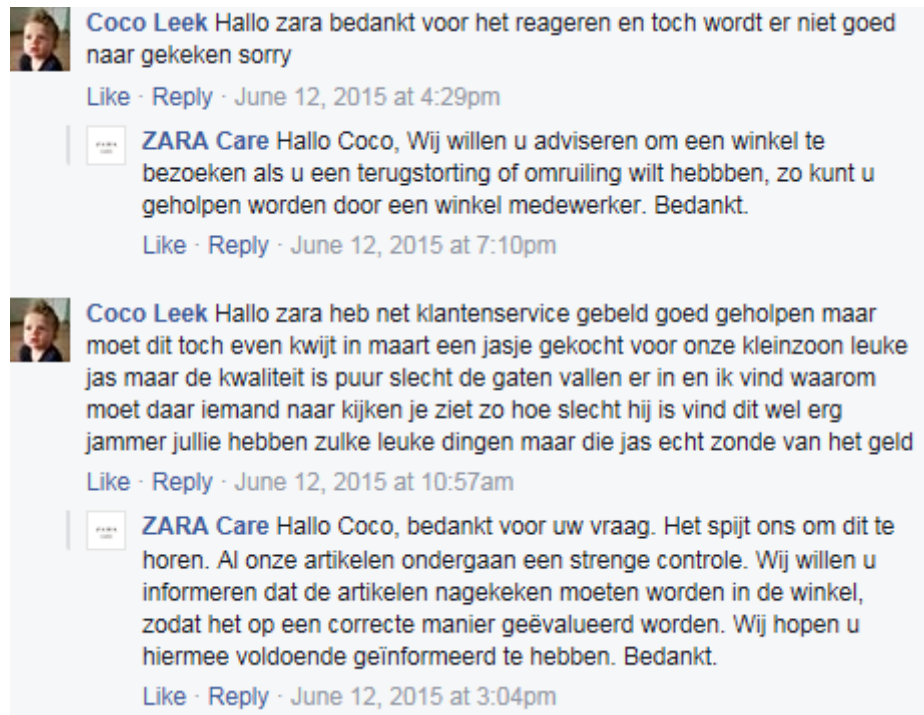 Coco Leek Hallo zara bedankt voor het reageren en toch wordt er niet goed
naar gekeken sorry
Like · Reply · June 12, 2015 at 4:29pm
ZARA Care Hallo Coco, Wij willen u adviseren om een winkel te
bezoeken als u een terugstorting of omruiling wilt hebbben, zo kunt u
geholpen worden door een winkel medewerker. Bedankt.
Like · Reply · June 12, 2015 at 7:10pm
Coco Leek Hallo zara heb net klantenservice gebeld goed geholpen maar
moet dit toch even kwijt in maart een jasje gekocht voor onze kleinzoon leuke
jas maar de kwaliteit is puur slecht de gaten vallen er in en ik vind waarom
moet daar iemand naar kijken je ziet zo hoe slecht hij is vind dit wel erg
jammer jullie hebben zulke leuke dingen maar die jas echt zonde van het geld
Like · Reply · June 12, 2015 at 10:57am
ZARA Care Hallo Coco, bedankt voor uw vraag. Het spijt ons om dit te
horen. Al onze artikelen ondergaan een strenge controle. Wij willen u
informeren dat de artikelen nagekeken moeten worden in de winkel,
zodat het op een correcte manier geëvalueerd worden. Wij hopen u
hiermee voldoende geïnformeerd te hebben. Bedankt.
Like · Reply · June 12, 2015 at 3:04pm